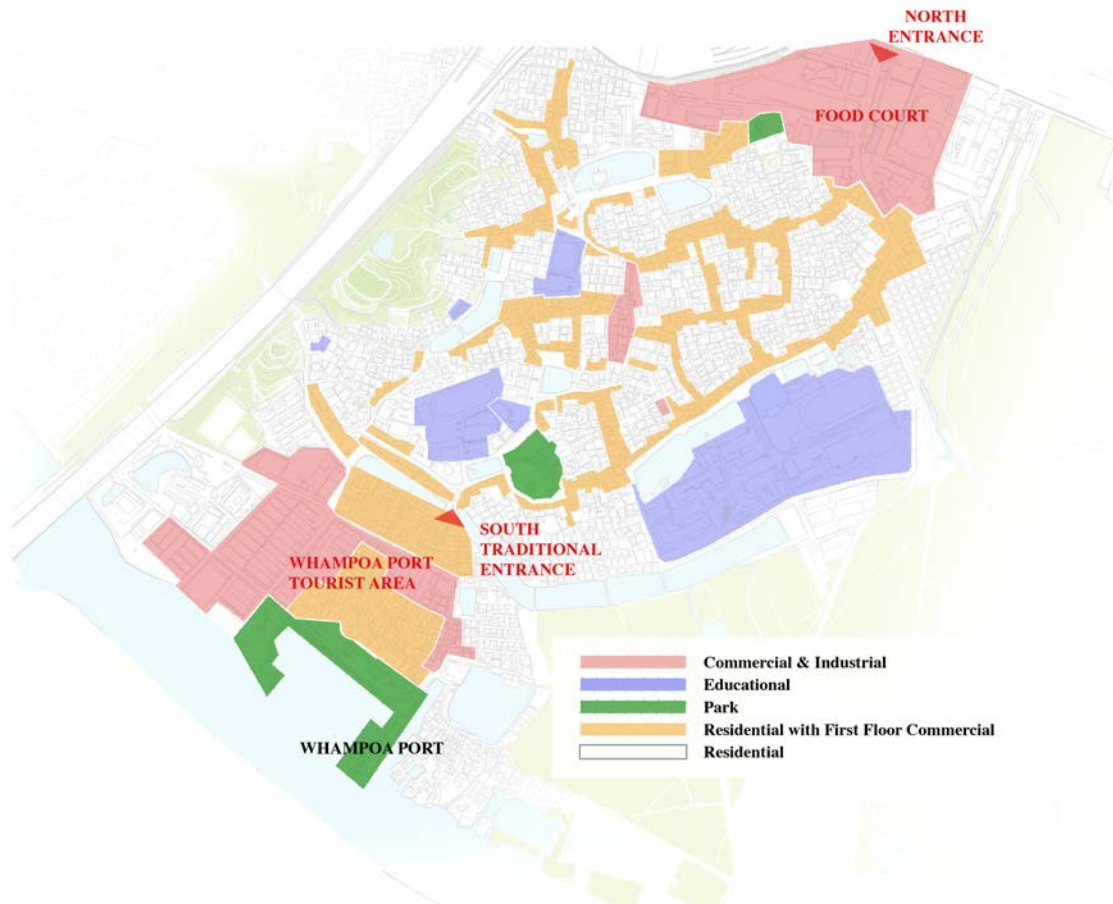 NORTH
ENTRANCE
FOOD COURT
SOUTH
TRADITIONAL
ENTRANCE
WHAMPOA PORT
TOURIST AREA
WHAMPOA PORT
Commercial & Industrial
Educational
Park
Residential with First Floor Commercial
Residential